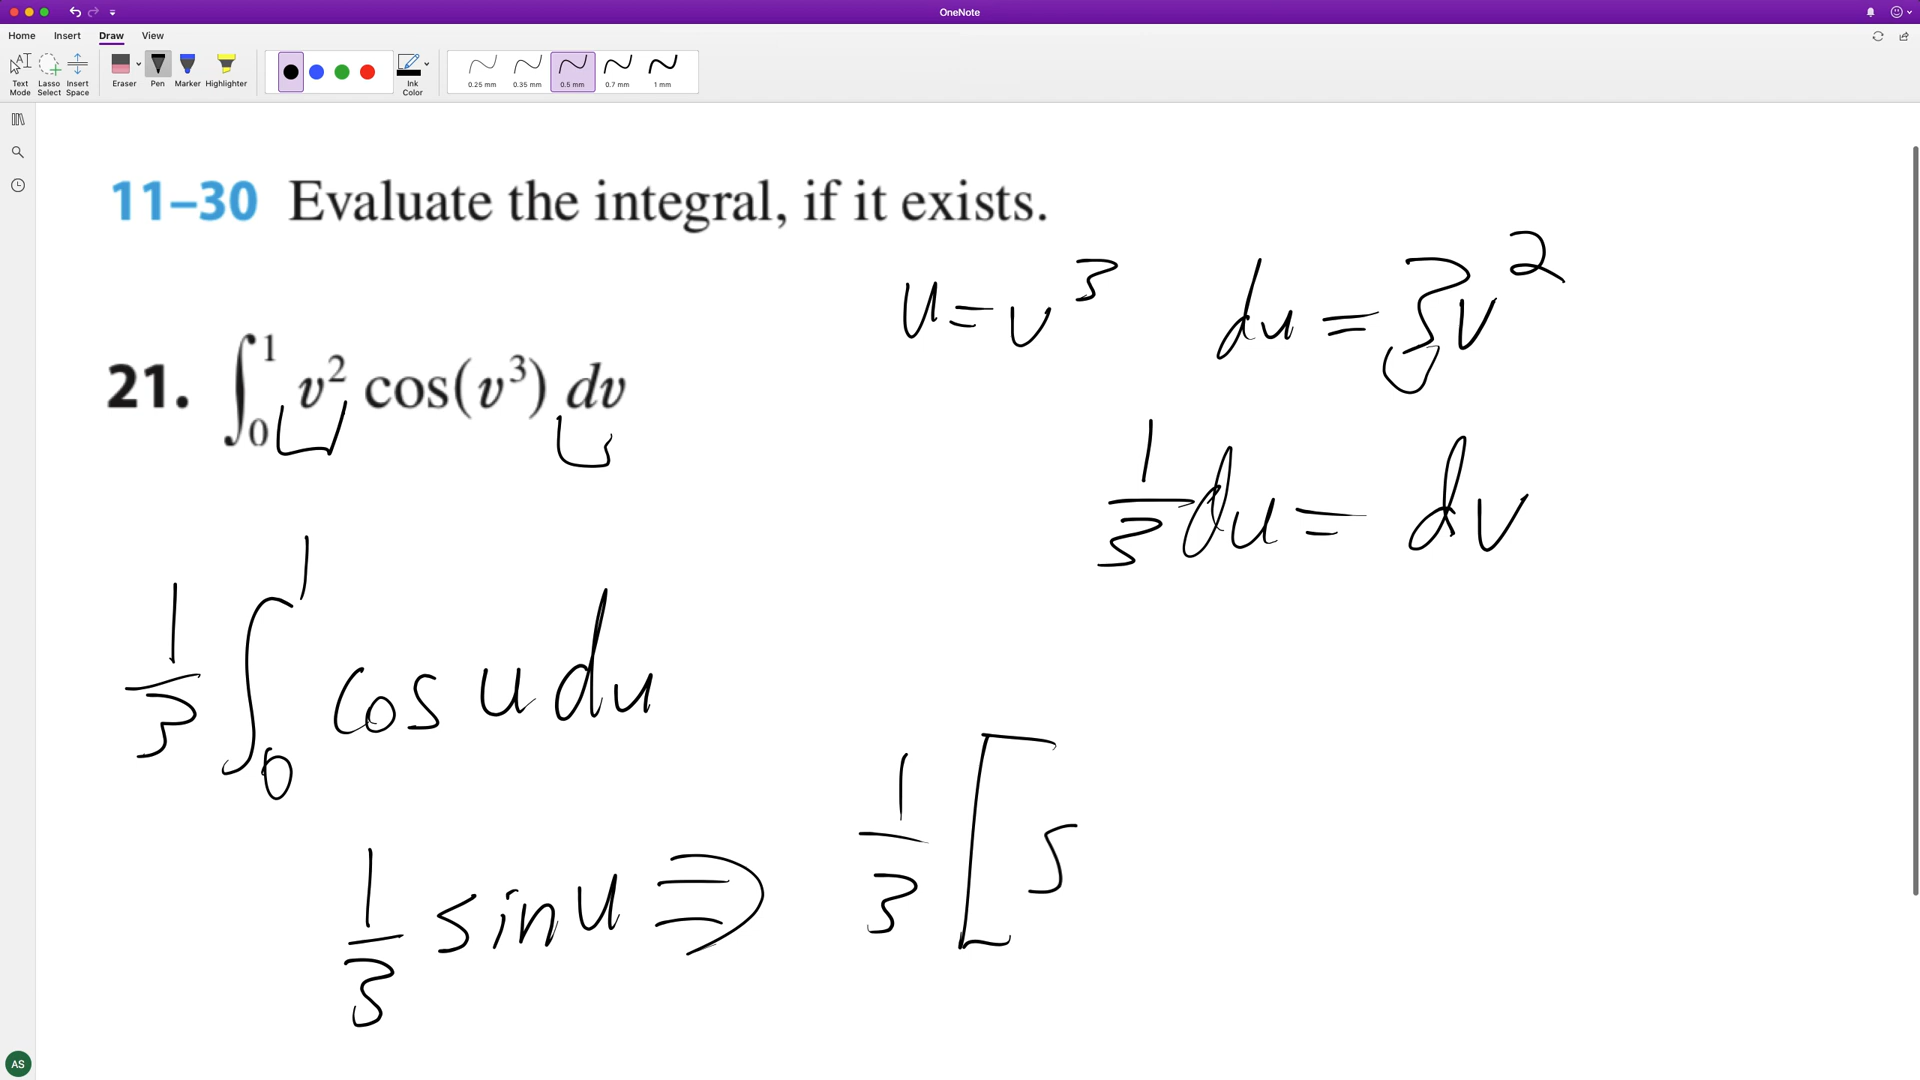 OneNote
Home Insert Draw View
Text Mode Lasso Select Insert Space Eraser Pen Marker Highlighter Ink Color 0.25 mm 0.35 mm 0.5 mm 0.7 mm 1 mm
11–30 Evaluate the integral, if it exists.
u = v³ du = 3v²
21. ∫₀¹ v² cos(v³) dv
1/3 du = dv
1/3 ∫₀¹ cos u du
1/3 sin u ⇒ 1/3 [ s
AS